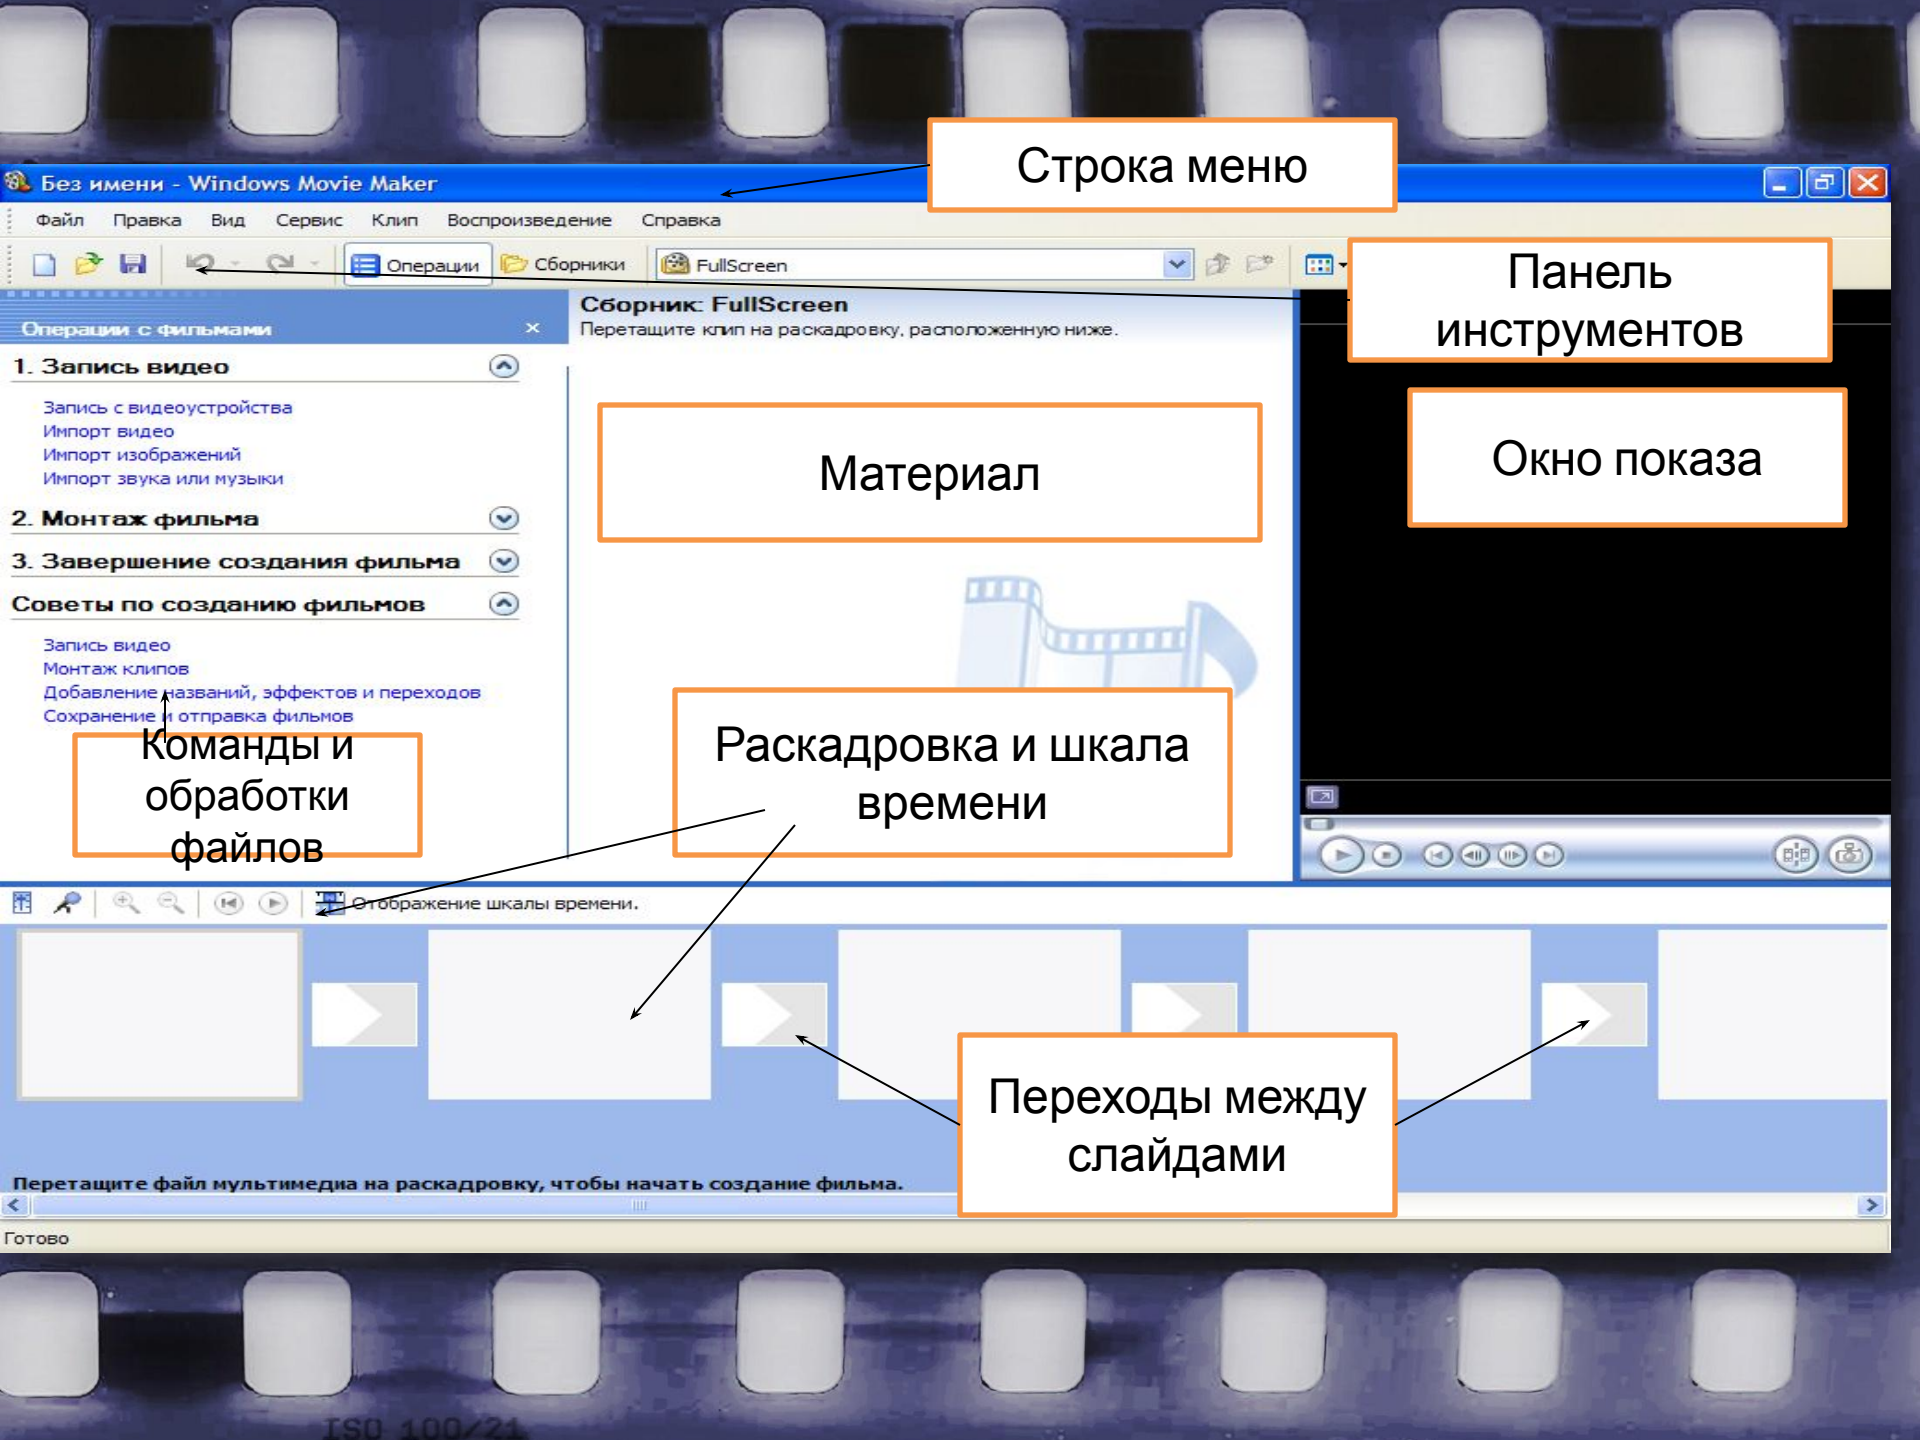 Строка меню
Без имени - Windows Movie Maker
Файл Правка Вид Сервис Клип Воспроизведение Справка
Операции Сборники FullScreen
Панель
инструментов
Операции с фильмами
Сборник: FullScreen
Перетащите клип на раскадровку, расположенную ниже.
1. Запись видео
Запись с видеоустройства
Импорт видео
Импорт изображений
Импорт звука или музыки
2. Монтаж фильма
3. Завершение создания фильма
Советы по созданию фильмов
Запись видео
Монтаж клипов
Добавление названий, эффектов и переходов
Сохранение и отправка фильмов
Материал
Окно показа
Команды и
обработки
файлов
Раскадровка и шкала
времени
Отображение шкалы времени.
Переходы между
слайдами
Перетащите файл мультимедиа на раскадровку, чтобы начать создание фильма.
Готово
ISO 100/21